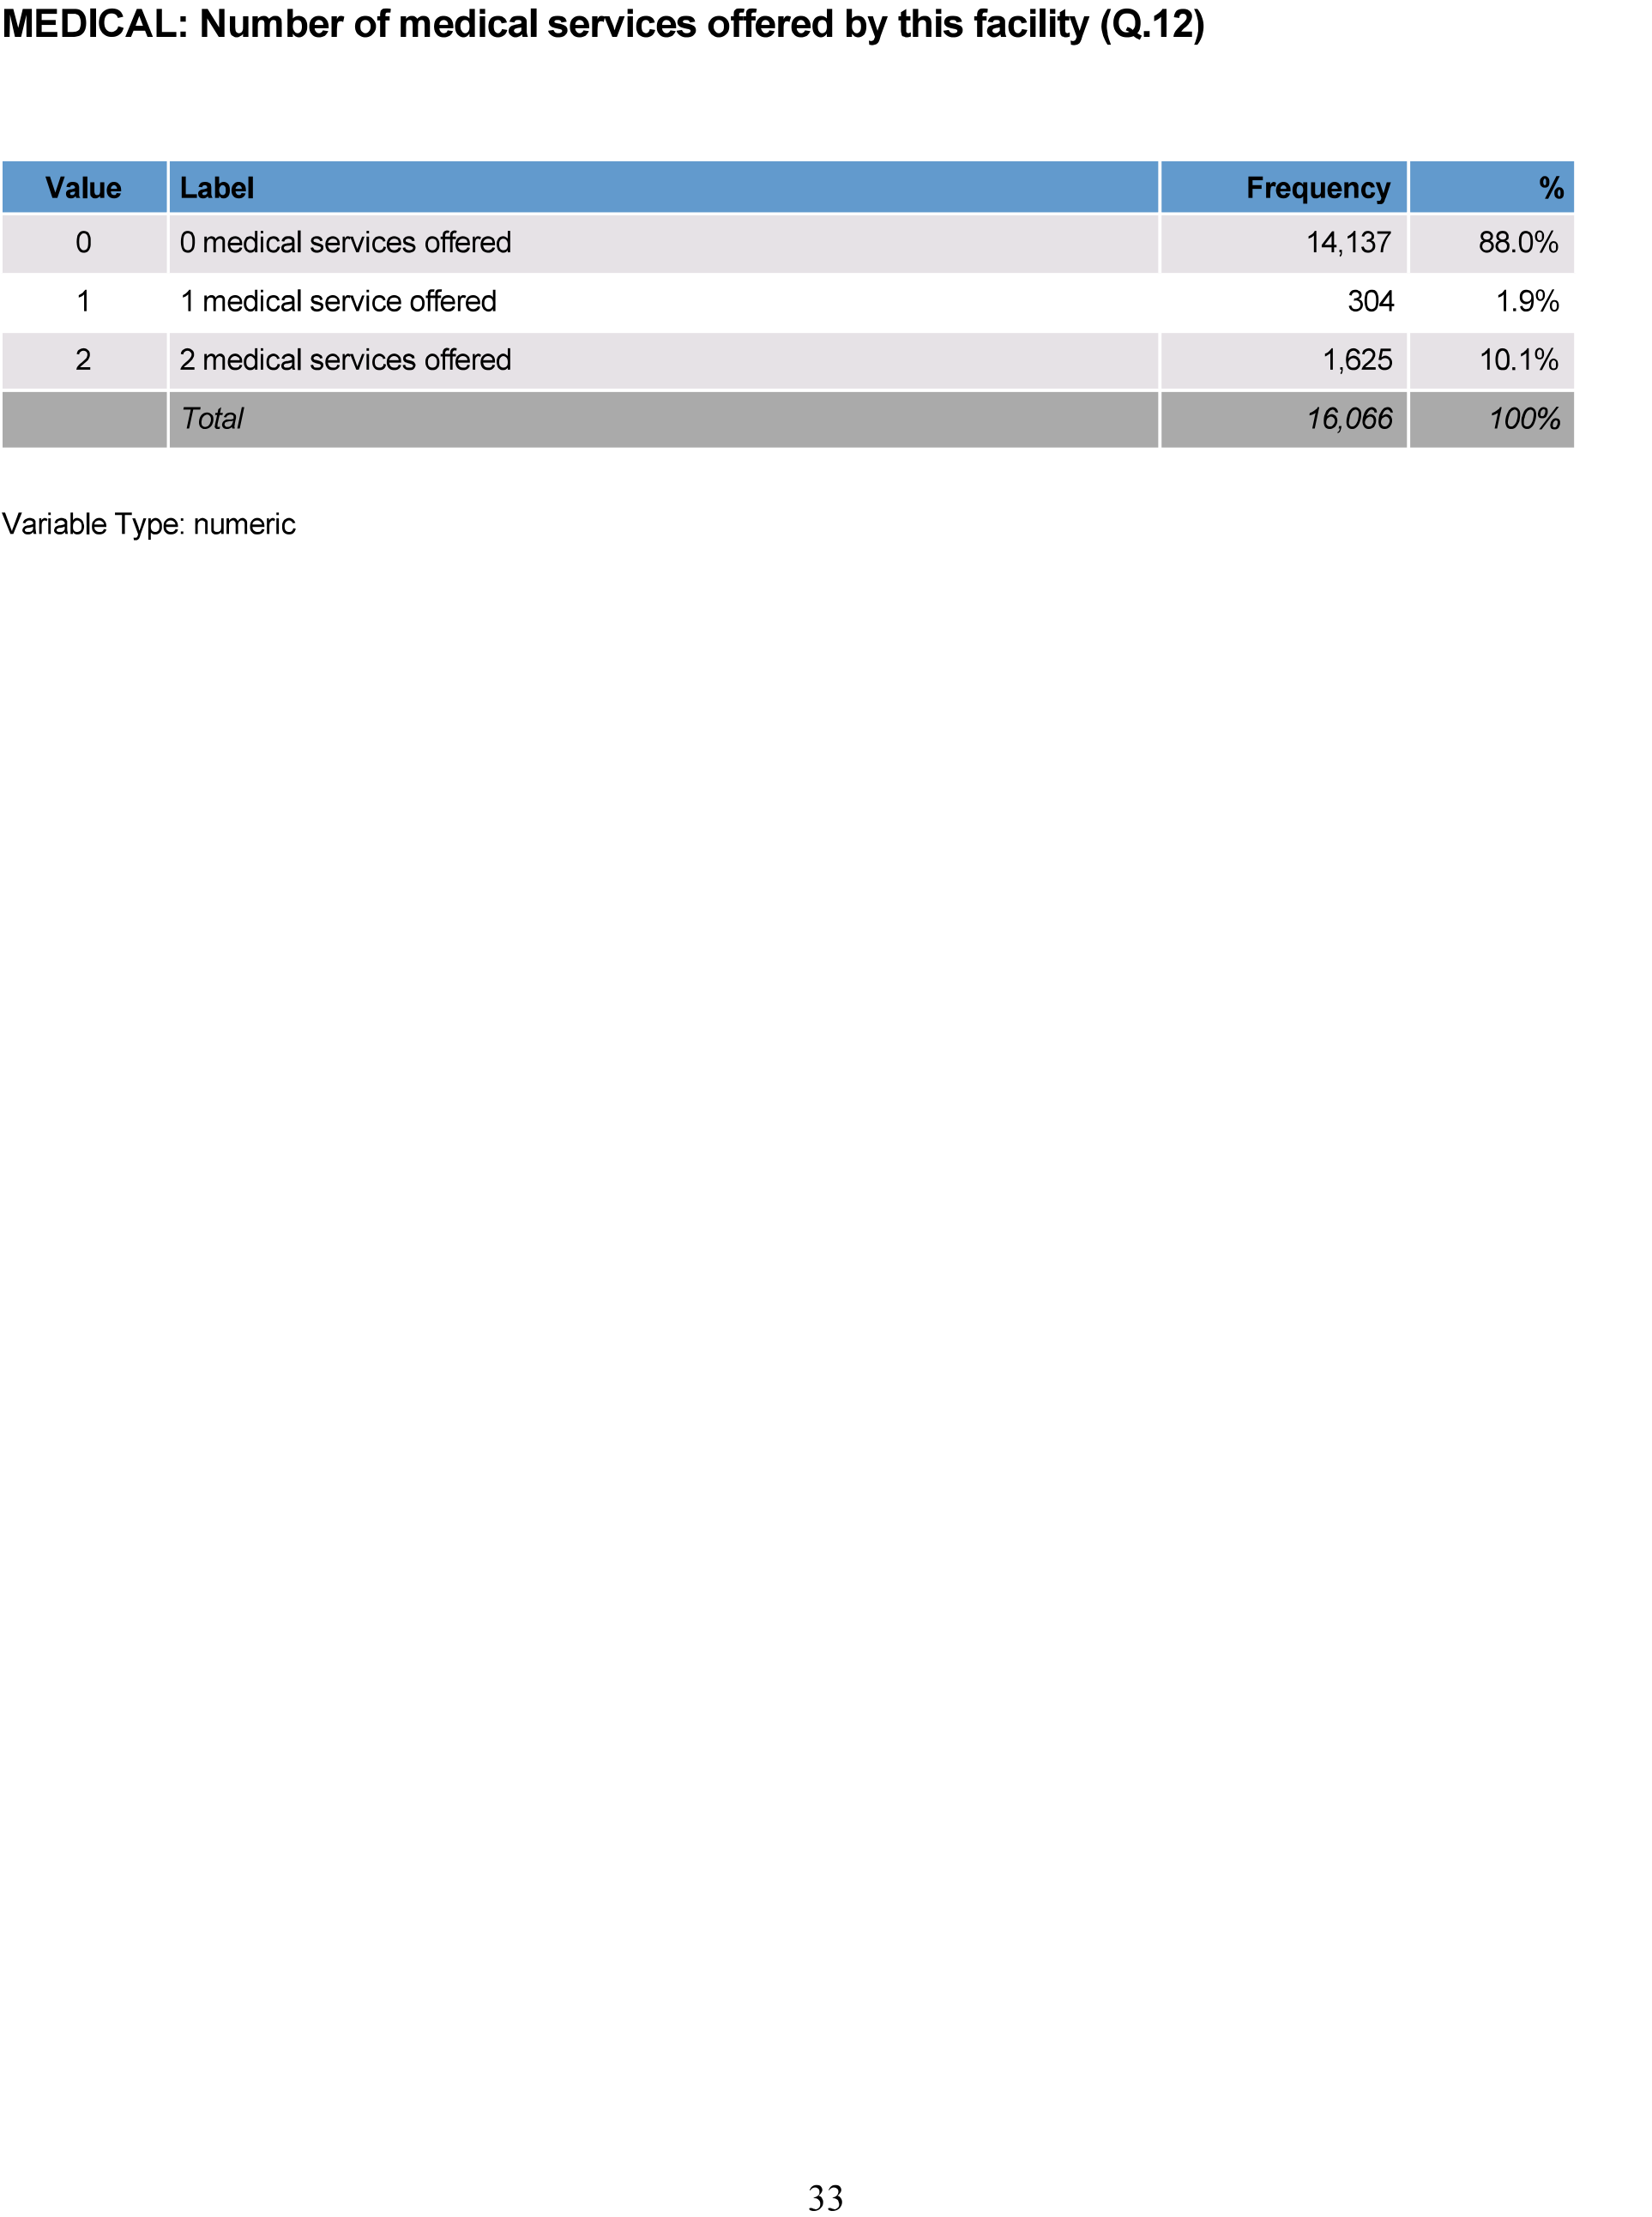 MEDICAL: Number of medical services offered by this facility (Q.12)
Value Label Frequency %
0 0 medical services offered 14,137 88.0%
1 1 medical service offered 304 1.9%
2 2 medical services offered 1,625 10.1%
Total 16,066 100%
Variable Type: numeric
33